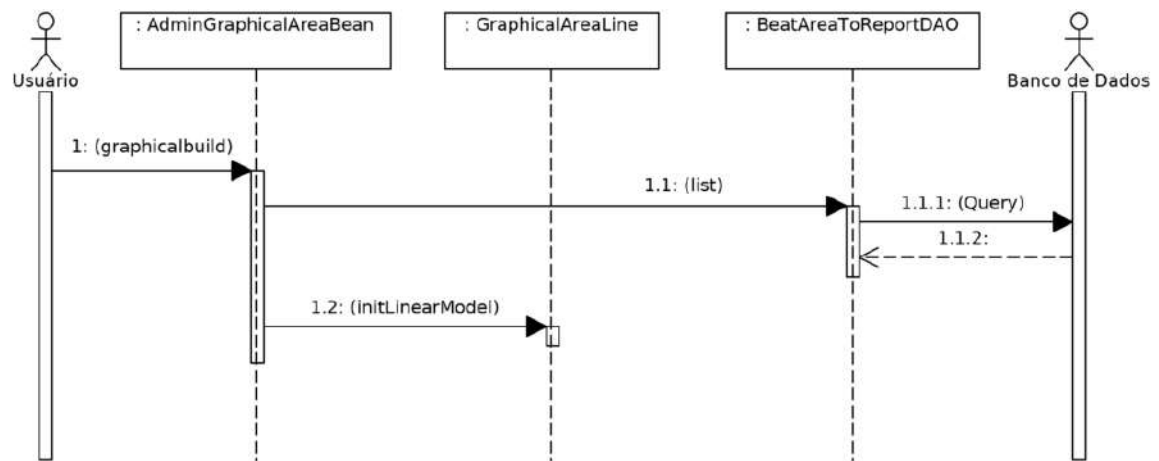 : AdminGraphicalAreaBean
: GraphicalAreaLine
: BeatAreaToReportDAO
Usuário
Banco de Dados
1: (graphicalbuild)
1.1: (list)
1.1.1: (Query)
1.1.2:
1.2: (initLinearModel)